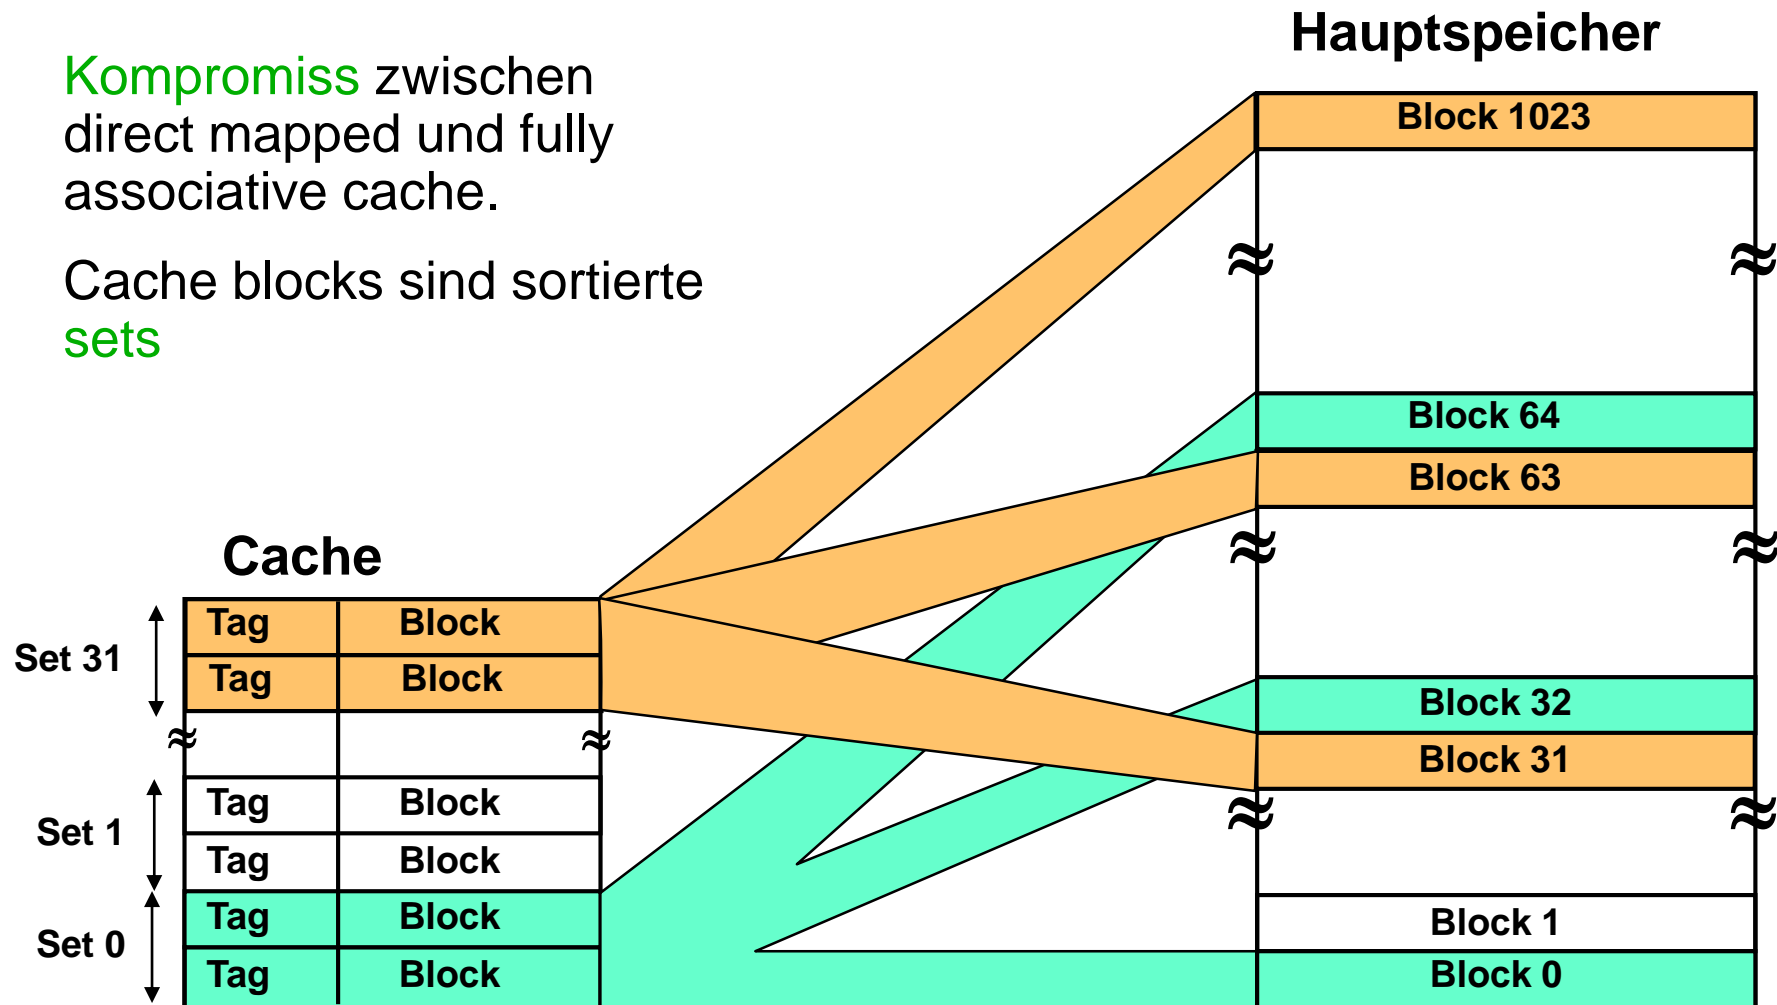 Kompromiss zwischen
direct mapped und fully
associative cache.
Cache blocks sind sortierte
sets
Hauptspeicher
Block 1023
Block 64
Block 63
Block 32
Block 31
Block 1
Block 0
Cache
Set 31
Tag Block
Tag Block
Set 1
Tag Block
Tag Block
Set 0
Tag Block
Tag Block